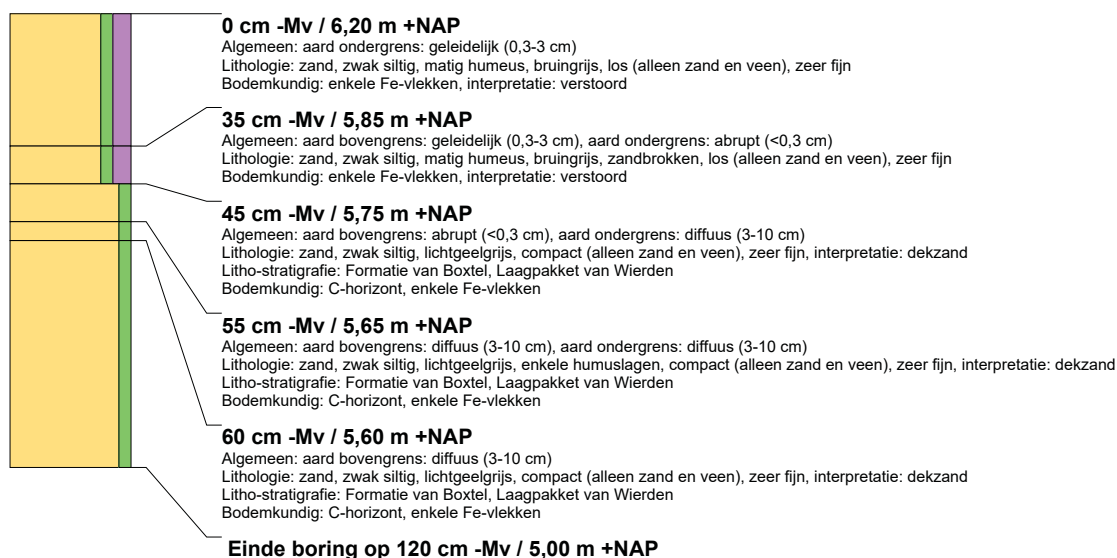 0 cm -Mv / 6,20 m +NAP
Algemeen: aard ondergrens: geleidelijk (0,3-3 cm)
Lithologie: zand, zwak siltig, matig humeus, bruingrijs, los (alleen zand en veen), zeer fijn
Bodemkundig: enkele Fe-vlekken, interpretatie: verstoord
35 cm -Mv / 5,85 m +NAP
Algemeen: aard bovengrens: geleidelijk (0,3-3 cm), aard ondergrens: abrupt (<0,3 cm)
Lithologie: zand, zwak siltig, matig humeus, bruingrijs, zandbrokken, los (alleen zand en veen), zeer fijn
Bodemkundig: enkele Fe-vlekken, interpretatie: verstoord
45 cm -Mv / 5,75 m +NAP
Algemeen: aard bovengrens: abrupt (<0,3 cm), aard ondergrens: diffuus (3-10 cm)
Lithologie: zand, zwak siltig, lichtgeelgrijs, compact (alleen zand en veen), zeer fijn, interpretatie: dekzand
Litho-stratigrafie: Formatie van Boxtel, Laagpakket van Wierden
Bodemkundig: C-horizont, enkele Fe-vlekken
55 cm -Mv / 5,65 m +NAP
Algemeen: aard bovengrens: diffuus (3-10 cm), aard ondergrens: diffuus (3-10 cm)
Lithologie: zand, zwak siltig, lichtgeelgrijs, enkele humuslagen, compact (alleen zand en veen), zeer fijn, interpretatie: dekzand
Litho-stratigrafie: Formatie van Boxtel, Laagpakket van Wierden
Bodemkundig: C-horizont, enkele Fe-vlekken
60 cm -Mv / 5,60 m +NAP
Algemeen: aard bovengrens: diffuus (3-10 cm)
Lithologie: zand, zwak siltig, lichtgeelgrijs, compact (alleen zand en veen), zeer fijn, interpretatie: dekzand
Litho-stratigrafie: Formatie van Boxtel, Laagpakket van Wierden
Bodemkundig: C-horizont, enkele Fe-vlekken
Einde boring op 120 cm -Mv / 5,00 m +NAP